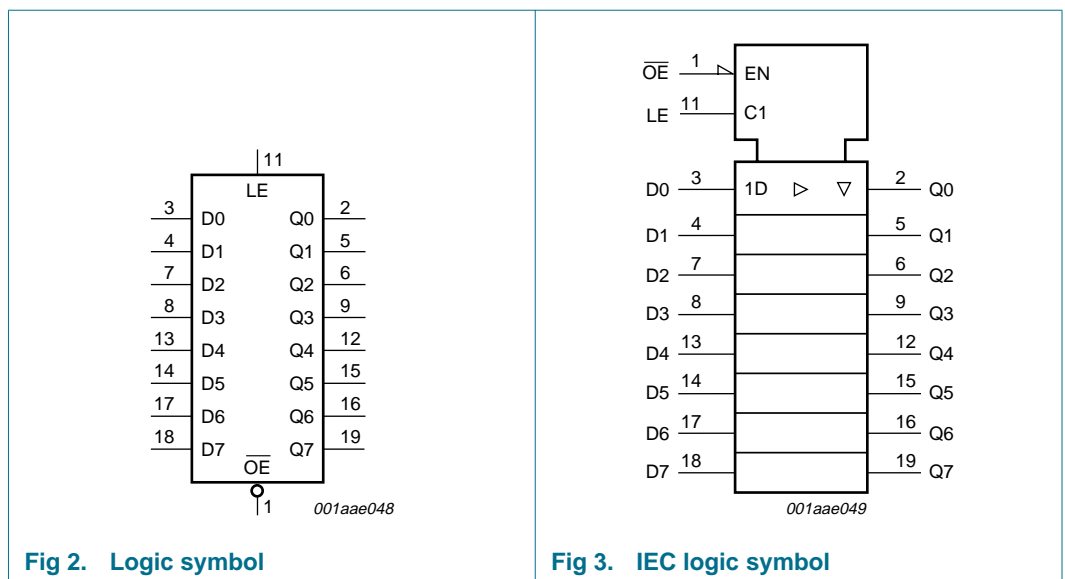 11
LE
3 D0 Q0 2
4 D1 Q1 5
7 D2 Q2 6
8 D3 Q3 9
13 D4 Q4 12
14 D5 Q5 15
17 D6 Q6 16
18 D7 Q7 19
O̅E̅
1 001aae048
Fig 2. Logic symbol
O̅E̅ 1 EN
LE 11 C1
D0 3 1D 2 Q0
D1 4 5 Q1
D2 7 6 Q2
D3 8 9 Q3
D4 13 12 Q4
D5 14 15 Q5
D6 17 16 Q6
D7 18 19 Q7
001aae049
Fig 3. IEC logic symbol